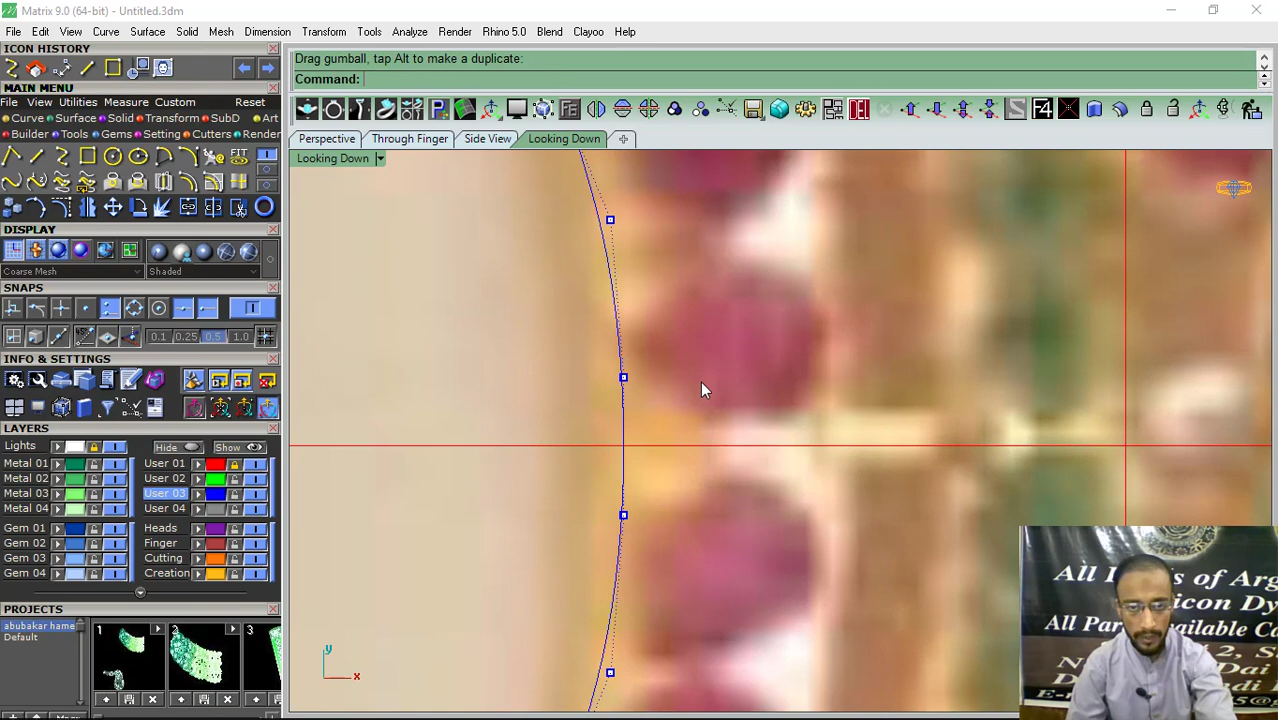 Matrix 9.0 (64-bit) - Untitled.3dm
File Edit View Curve Surface Solid Mesh Dimension Transform Tools Analyze Render Rhino 5.0 Blend Clayoo Help
ICON HISTORY
MAIN MENU
File View Utilities Measure Custom Reset
Curve Surface Solid Transform SubD Art
Builder Tools Gems Setting Cutters Render
FIT
DISPLAY
Coarse Mesh Shaded
SNAPS
0.1 0.25 0.5 1.0
INFO & SETTINGS
LAYERS
Lights Hide Show
Metal 01 User 01
Metal 02 User 02
Metal 03 User 03
Metal 04 User 04
Gem 01 Heads
Gem 02 Finger
Gem 03 Cutting
Gem 04 Creation
PROJECTS
abubakar hame
Default
1 2 3
Drag gumball, tap Alt to make a duplicate:
Command:
F4
DEL
Perspective Through Finger Side View Looking Down
Looking Down
y
x
All
of Arg
icon Dy
All Par
ailable Ca